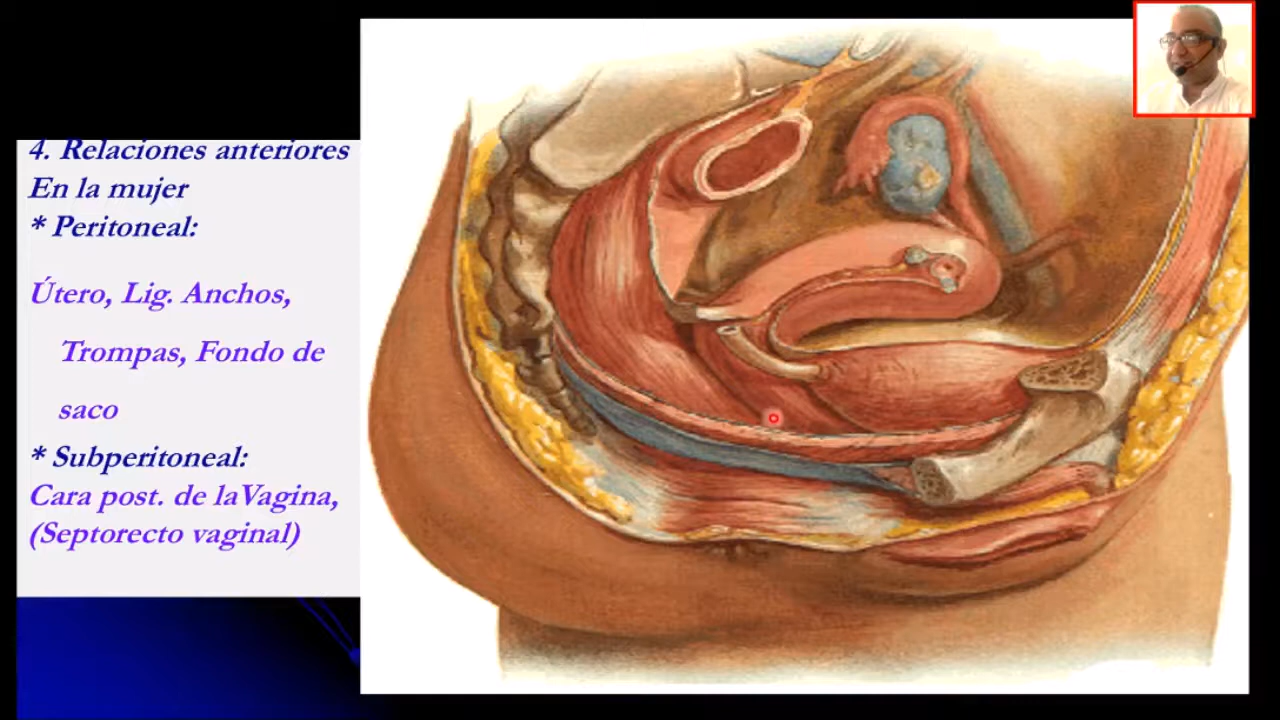 4. Relaciones anteriores
En la mujer
* Peritoneal:
Útero, Lig. Anchos,
Trompas, Fondo de
saco
* Subperitoneal:
Cara post. de laVagina,
(Septorecto vaginal)